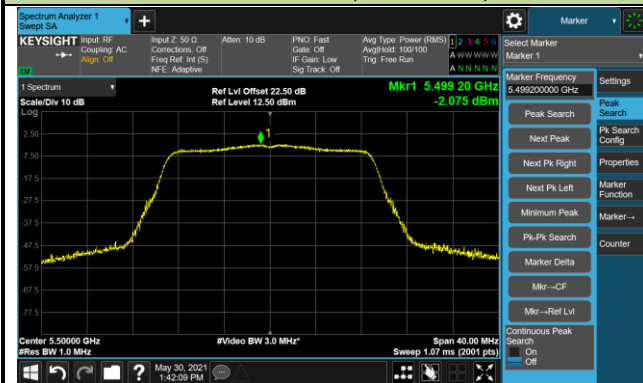 Spectrum Analyzer 1
Swept SA
+
Marker
KEYSIGHT
Input: RF
Coupling: AC
Align: Off
Input Z: 50 Ω
Corrections: Off
Freq Ref: Int (S)
NFE: Adaptive
Atten: 10 dB
PNO: Fast
Gate: Off
IF Gain: Low
Sig Track: Off
Avg Type: Power (RMS)
Avg|Hold: 100/100
Trig: Free Run
1 2 3 4 5 6
A W W W W W
A N N N N N
Select Marker
Marker 1
1 Spectrum
Scale/Div 10 dB
Log
Ref Lvl Offset 22.50 dB
Ref Level 12.50 dBm
Mkr1 5.499 20 GHz
-2.075 dBm
1
2.50
-7.50
-17.5
-27.5
-37.5
-47.5
-57.5
-67.5
-77.5
Center 5.50000 GHz
#Res BW 1.0 MHz
#Video BW 3.0 MHz*
Span 40.00 MHz
Sweep 1.07 ms (2001 pts)
Marker Frequency
5.499200000 GHz
Peak Search
Next Peak
Next Pk Right
Next Pk Left
Minimum Peak
Pk-Pk Search
Marker Delta
Mkr→CF
Mkr→Ref Lvl
Continuous Peak
Search
On
Off
Settings
Peak
Search
Pk Search
Config
Properties
Marker
Function
Marker→
Counter
?
May 30, 2021
1:42:09 PM